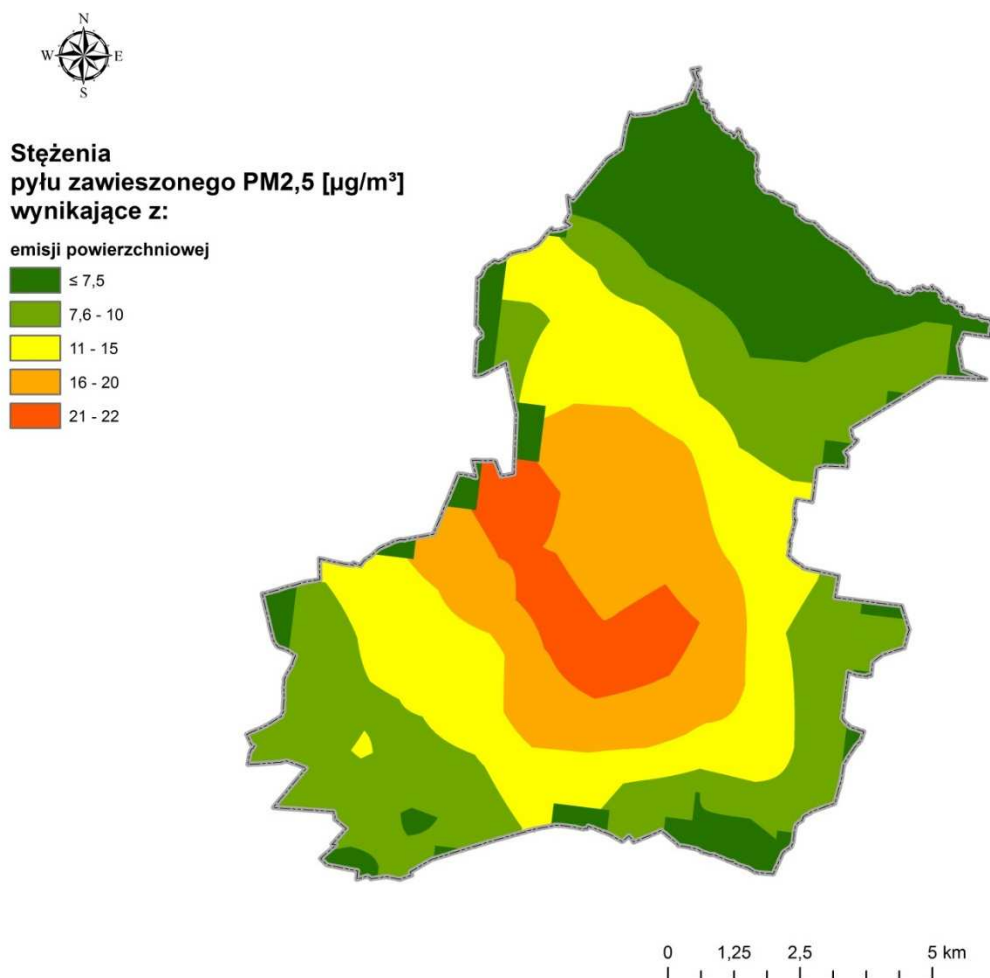 N
W E
S
Stężenia
pyłu zawieszonego PM2,5 [µg/m³]
wynikające z:
emisji powierzchniowej
≤ 7,5
7,6 - 10
11 - 15
16 - 20
21 - 22
0 1,25 2,5 5 km